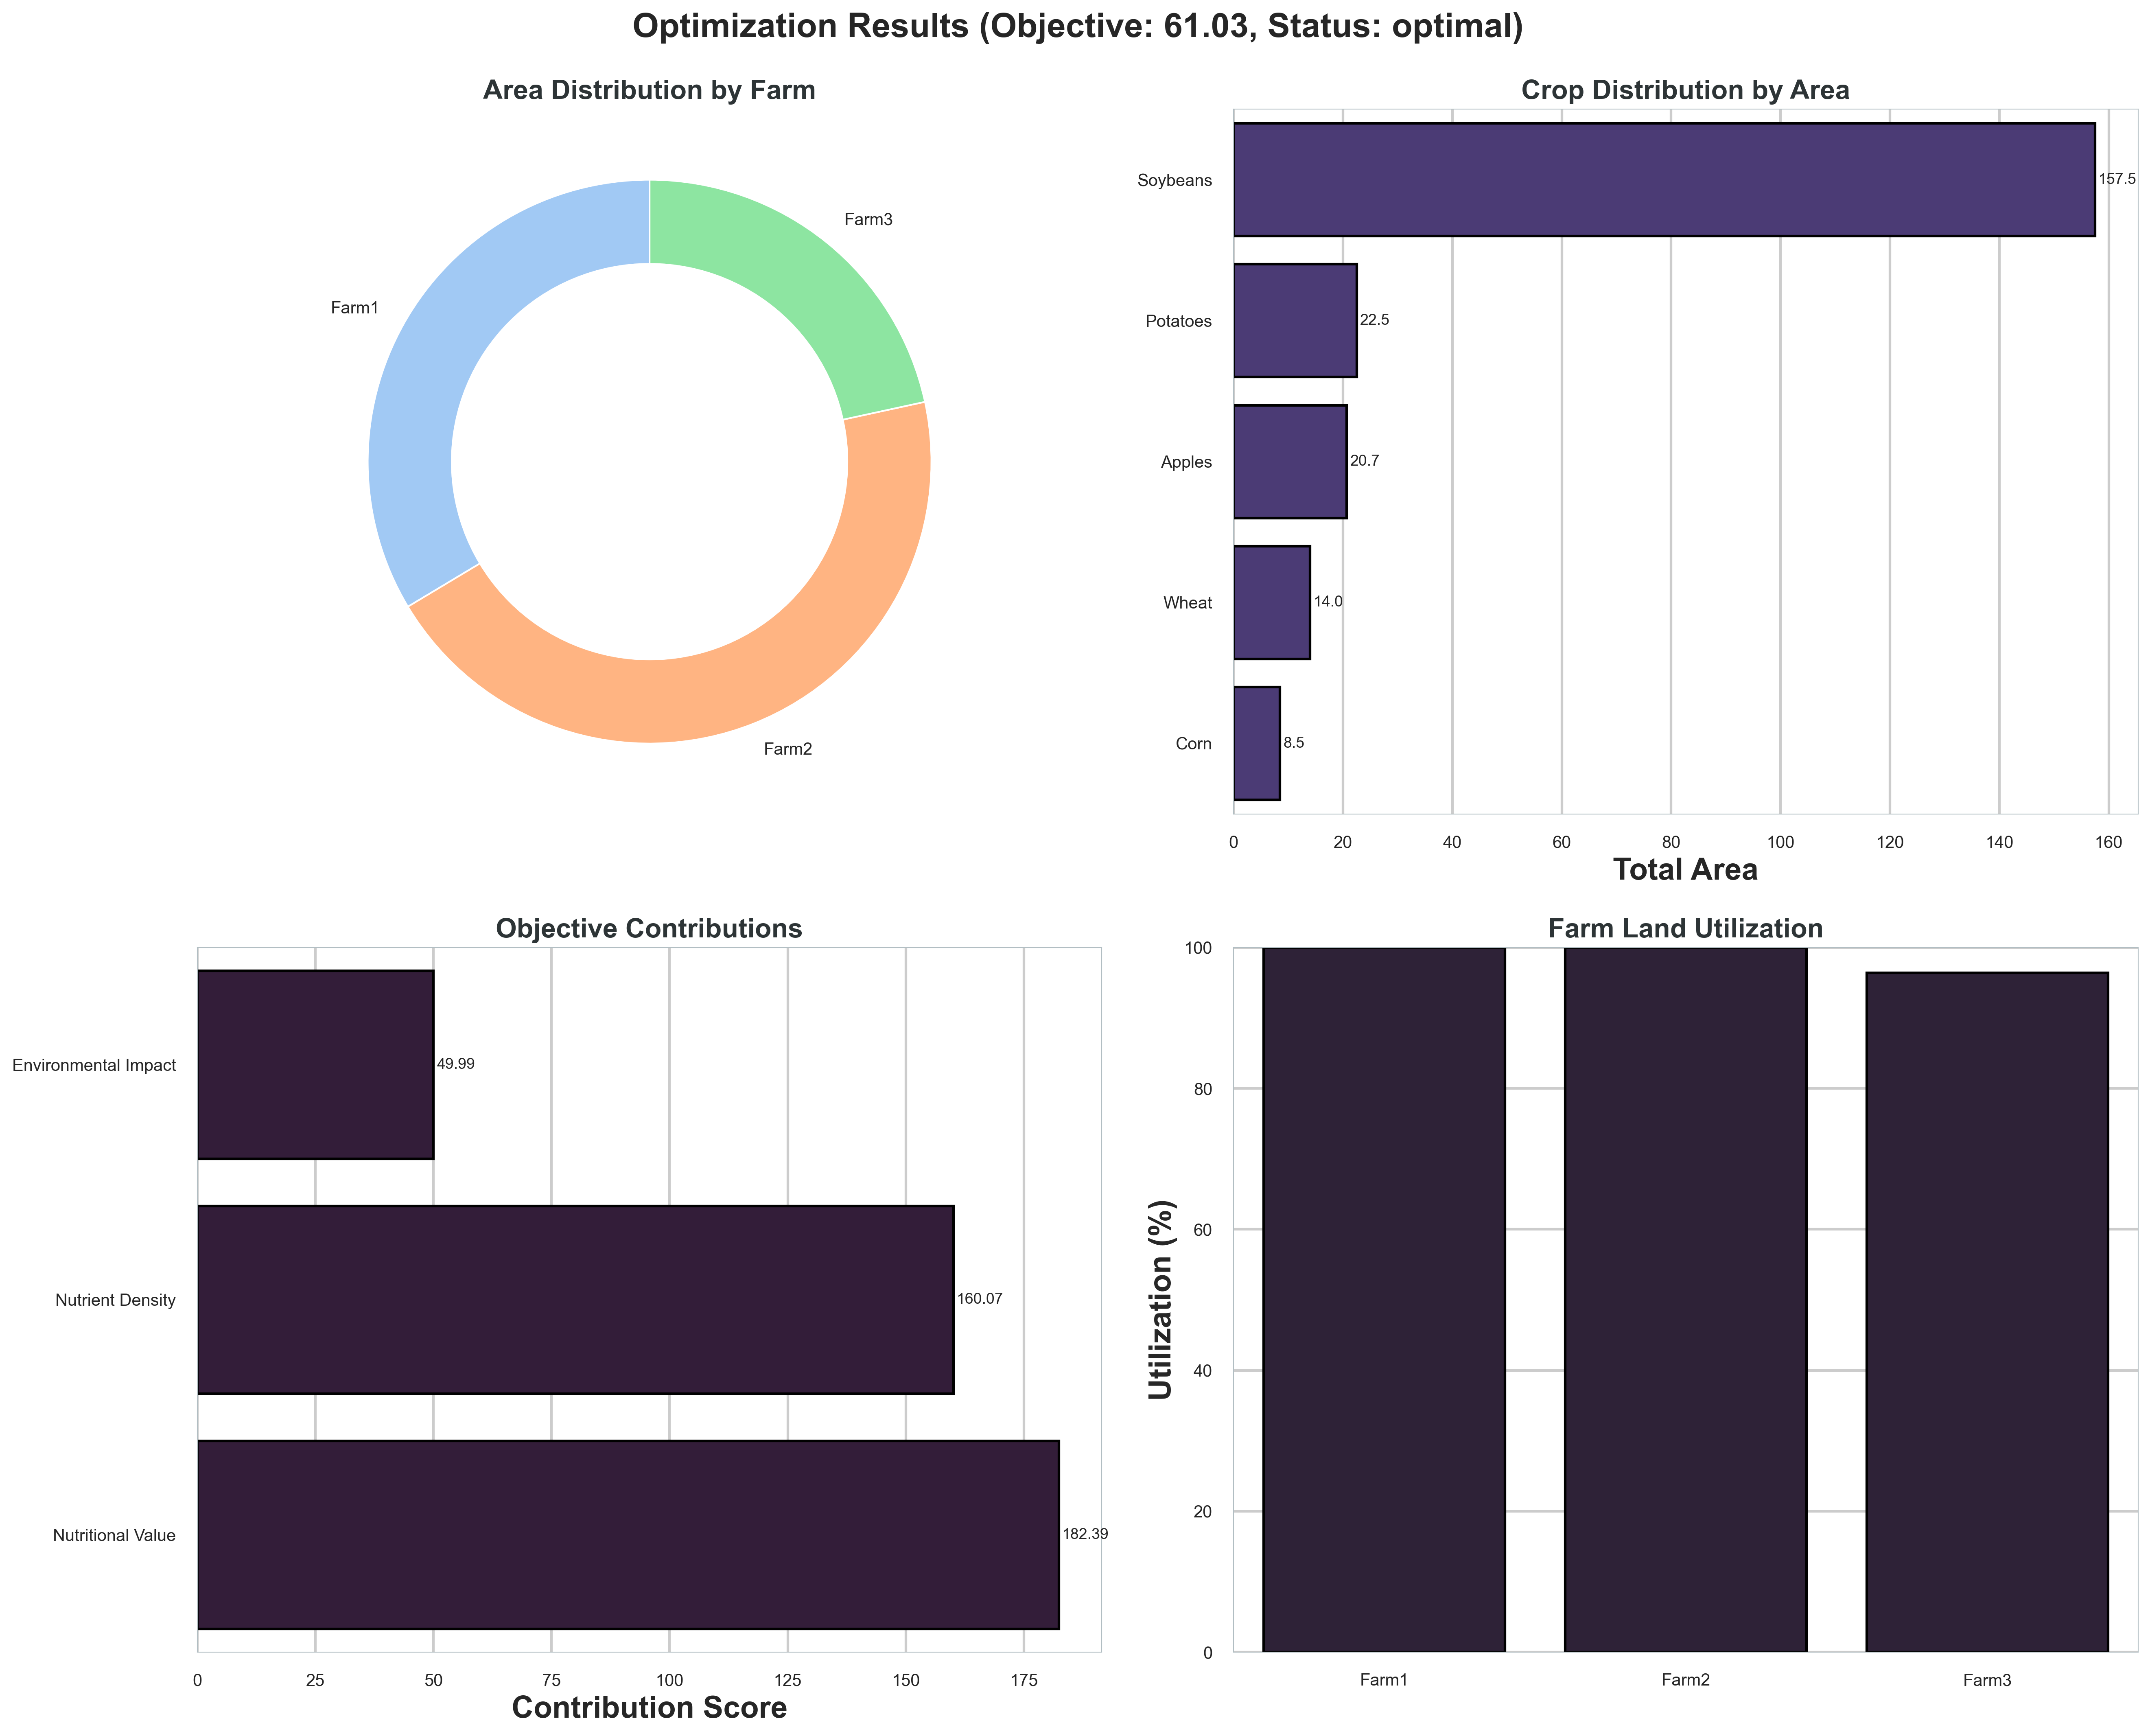 Optimization Results (Objective: 61.03, Status: optimal)
Area Distribution by Farm
Farm3
Farm1
Farm2
Crop Distribution by Area
Soybeans
157.5
Potatoes
22.5
Apples
20.7
Wheat
14.0
Corn
8.5
0 20 40 60 80 100 120 140 160
Total Area
Objective Contributions
Environmental Impact
49.99
Nutrient Density
160.07
Nutritional Value
182.39
0 25 50 75 100 125 150 175
Contribution Score
Farm Land Utilization
Utilization (%)
100
80
60
40
20
0
Farm1 Farm2 Farm3